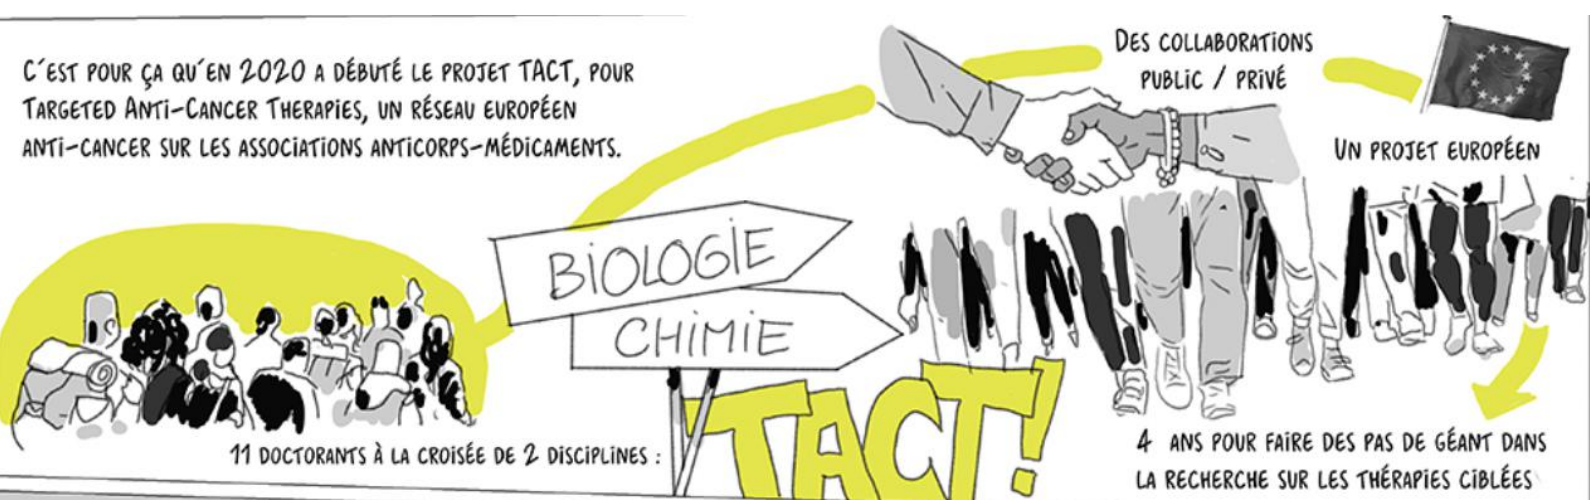 C'EST POUR ÇA QU'EN 2020 A DÉBUTÉ LE PROJET TACT, POUR
TARGETED ANTI-CANCER THERAPIES, UN RÉSEAU EUROPÉEN
ANTI-CANCER SUR LES ASSOCIATIONS ANTICORPS-MÉDICAMENTS.
11 DOCTORANTS À LA CROISÉE DE 2 DISCIPLINES :
BIOLOGIE
CHIMIE
TACT!
DES COLLABORATIONS
PUBLIC / PRIVÉ
UN PROJET EUROPÉEN
4 ANS POUR FAIRE DES PAS DE GÉANT DANS
LA RECHERCHE SUR LES THÉRAPIES CIBLÉES